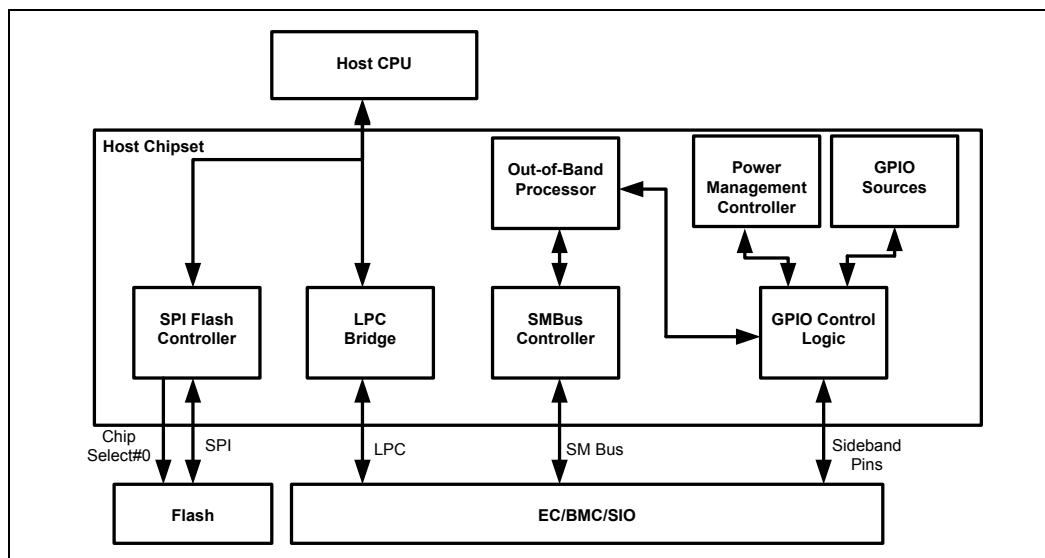 Host CPU
Host Chipset
Out-of-Band
Processor
Power
Management
Controller
GPIO
Sources
SPI Flash
Controller
LPC
Bridge
SMBus
Controller
GPIO Control
Logic
Chip
Select#0
SPI
LPC
SM Bus
Sideband
Pins
Flash
EC/BMC/SIO